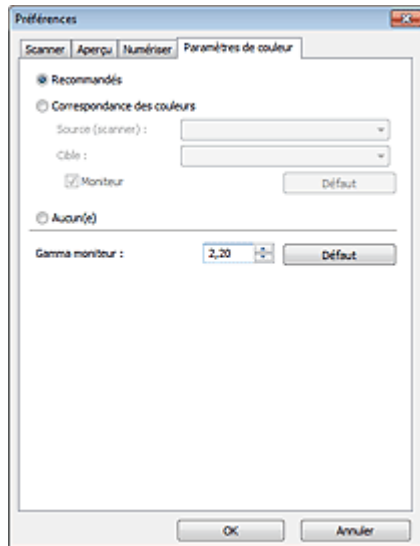 Préférences
Scanner Aperçu Numériser Paramètres de couleur
Recommandés
Correspondance des couleurs
Source (scanner) :
Cible :
Moniteur Défaut
Aucun(e)
Gamma moniteur : 2,20 Défaut
OK Annuler